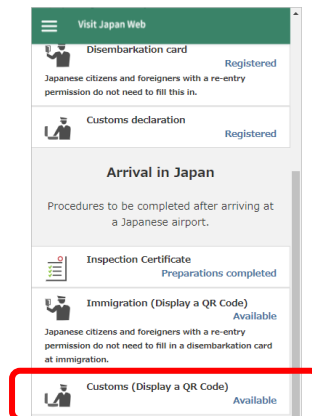 Visit Japan Web
Disembarkation card
Registered
Japanese citizens and foreigners with a re-entry
permission do not need to fill this in.
Customs declaration
Registered
Arrival in Japan
Procedures to be completed after arriving at
a Japanese airport.
Inspection Certificate
Preparations completed
Immigration (Display a QR Code)
Available
Japanese citizens and foreigners with a re-entry
permission do not need to fill in a disembarkation card
at immigration.
Customs (Display a QR Code)
Available